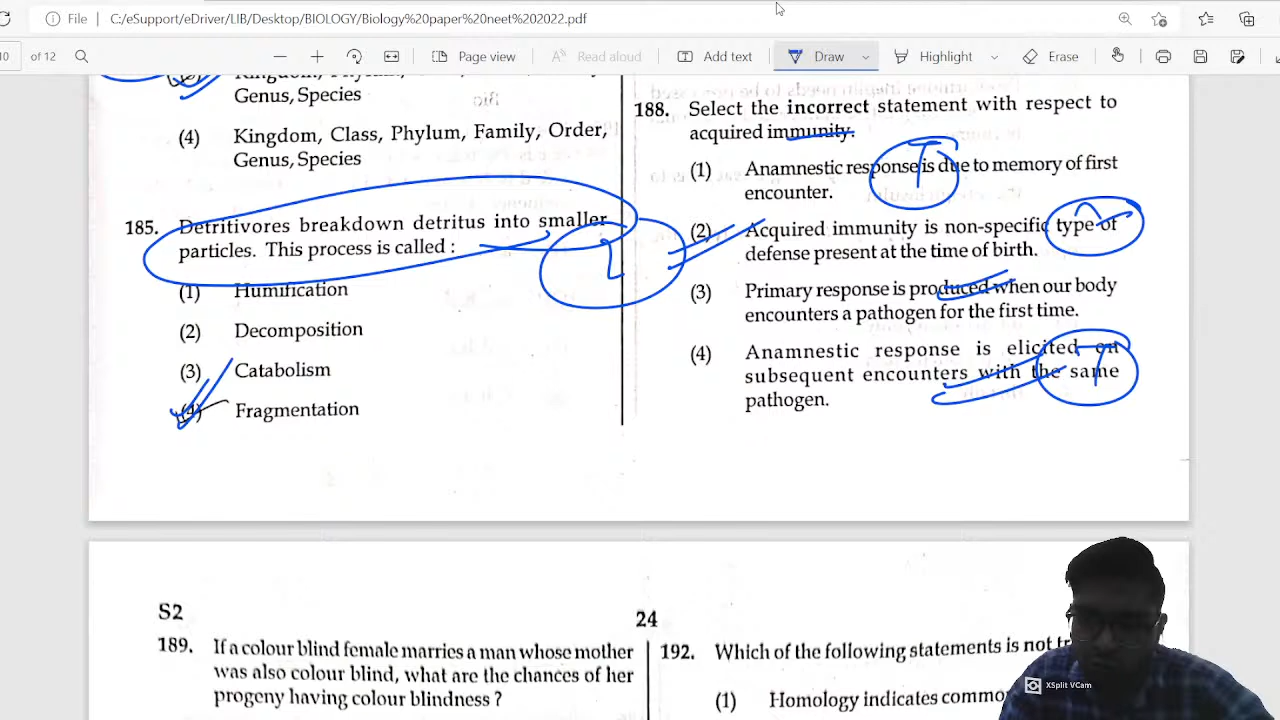 File
C:/eSupport/eDriver/LIB/Desktop/BIOLOGY/Biology%20paper%20neet%202022.pdf
10 of 12
Page view
Read aloud
Add text
Draw
Highlight
Erase
Genus, Species
(4) Kingdom, Class, Phylum, Family, Order,
Genus, Species
185. Detritivores breakdown detritus into smaller
particles. This process is called :
(1) Humification
(2) Decomposition
(3) Catabolism
(4) Fragmentation
188. Select the incorrect statement with respect to
acquired immunity.
(1) Anamnestic response is due to memory of first
encounter.
T
(2) Acquired immunity is non-specific type of
defense present at the time of birth.
(3) Primary response is produced when our body
encounters a pathogen for the first time.
(4) Anamnestic response is elicited on
subsequent encounters with the same
pathogen.
T
S2
24
189. If a colour blind female marries a man whose mother
was also colour blind, what are the chances of her
progeny having colour blindness ?
192. Which of the following statements is not
(1) Homology indicates
XSplit VCam